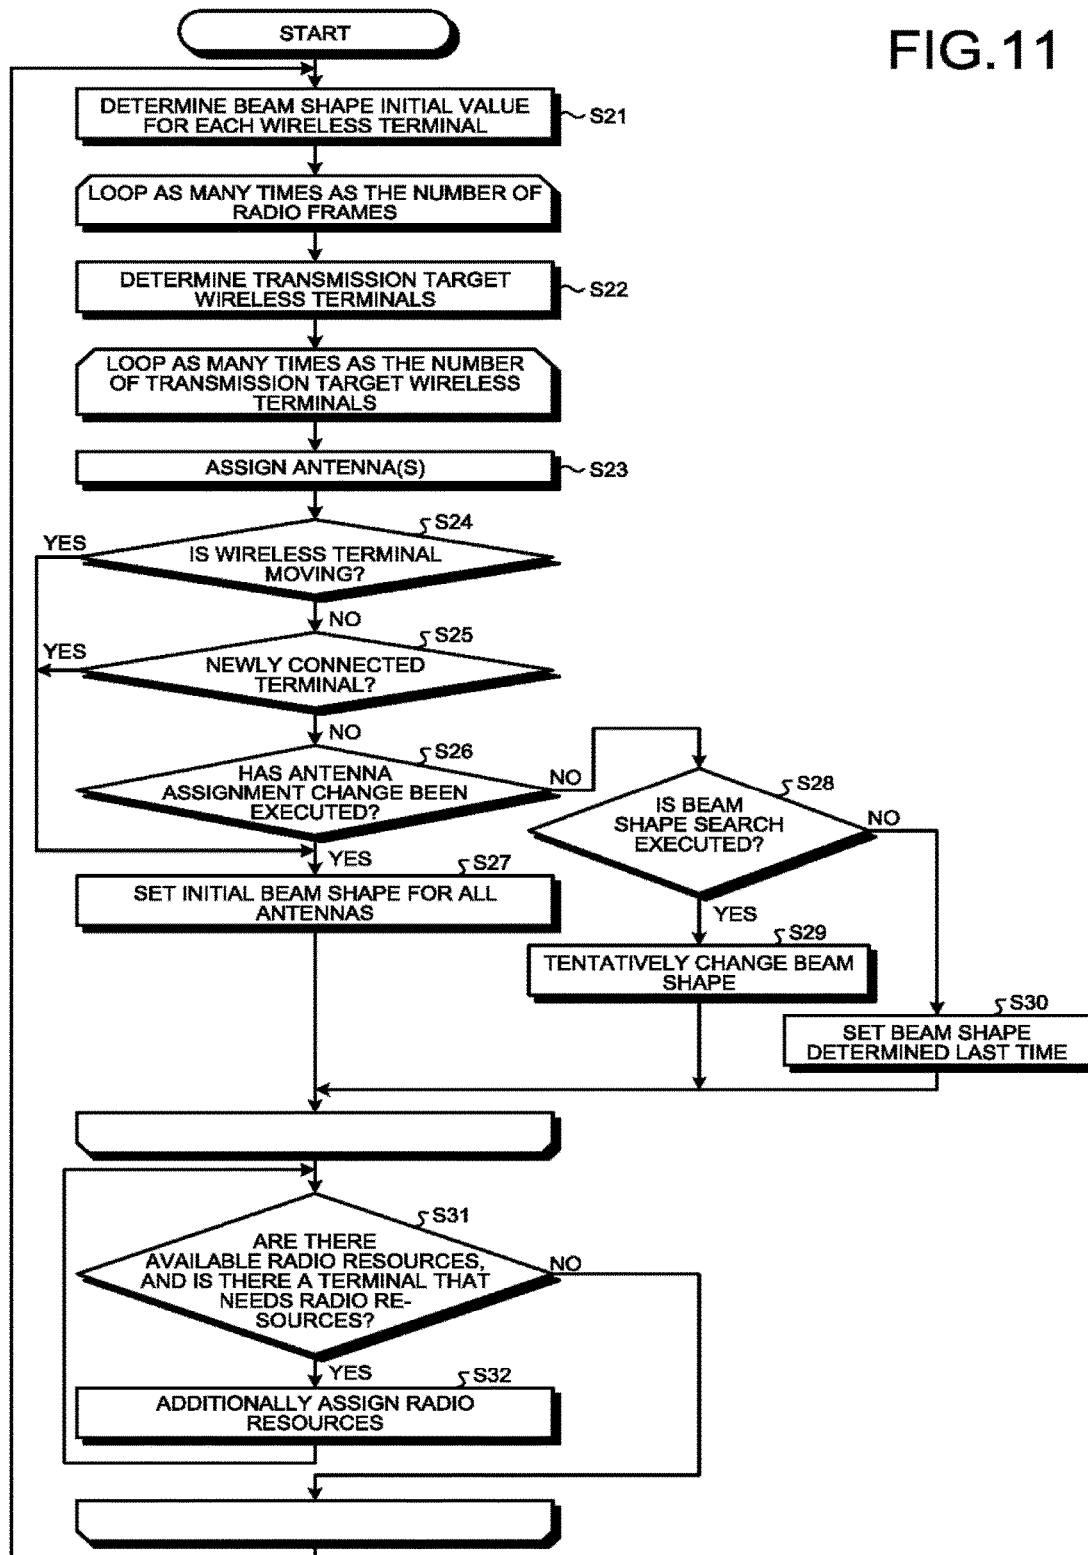 FIG.11
START
DETERMINE BEAM SHAPE INITIAL VALUE
FOR EACH WIRELESS TERMINAL
S21
LOOP AS MANY TIMES AS THE NUMBER OF
RADIO FRAMES
DETERMINE TRANSMISSION TARGET
WIRELESS TERMINALS
S22
LOOP AS MANY TIMES AS THE NUMBER
OF TRANSMISSION TARGET WIRELESS
TERMINALS
ASSIGN ANTENNA(S)
S23
S24
YES
IS WIRELESS TERMINAL
MOVING?
NO
S25
YES
NEWLY CONNECTED
TERMINAL?
NO
S26
HAS ANTENNA
ASSIGNMENT CHANGE BEEN
EXECUTED?
NO
YES
S28
IS BEAM
SHAPE SEARCH
EXECUTED?
NO
YES
S27
SET INITIAL BEAM SHAPE FOR ALL
ANTENNAS
S29
TENTATIVELY CHANGE BEAM
SHAPE
S30
SET BEAM SHAPE
DETERMINED LAST TIME
S31
ARE THERE
AVAILABLE RADIO RESOURCES,
AND IS THERE A TERMINAL THAT
NEEDS RADIO RE-
SOURCES?
NO
YES
S32
ADDITIONALLY ASSIGN RADIO
RESOURCES